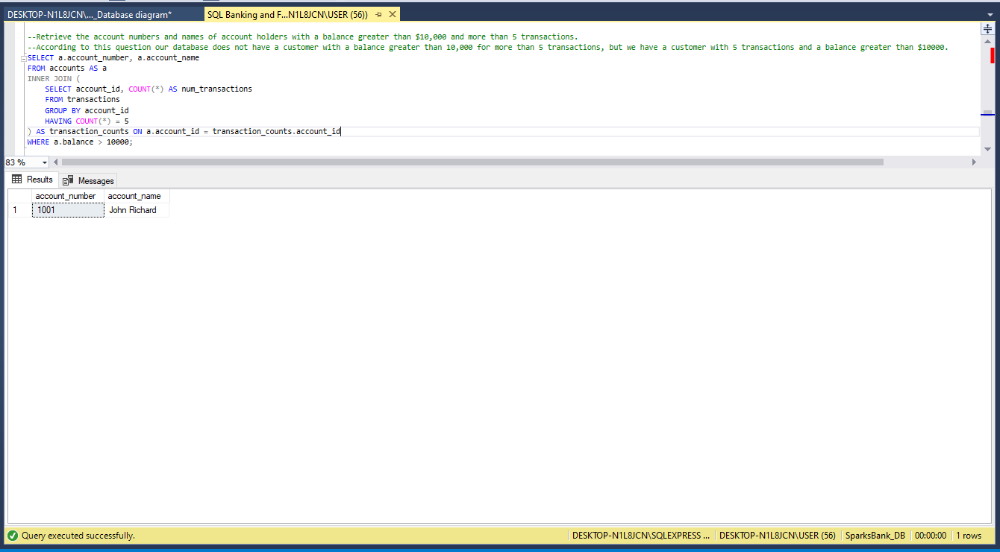 DESKTOP-N1L8JCN\..._Database diagram*
SQL Banking and F...N1L8JCN\USER (56))
--Retrieve the account numbers and names of account holders with a balance greater than $10,000 and more than 5 transactions.
--According to this question our database does not have a customer with a balance greater than 10,000 for more than 5 transactions, but we have a customer with 5 transactions and a balance greater than $10000.
SELECT a.account_number, a.account_name
FROM accounts AS a
INNER JOIN (
SELECT account_id, COUNT(*) AS num_transactions
FROM transactions
GROUP BY account_id
HAVING COUNT(*) = 5
) AS transaction_counts ON a.account_id = transaction_counts.account_id
WHERE a.balance > 10000;
83 %
Results Messages
account_number account_name
1 1001 John Richard
Query executed successfully. DESKTOP-N1L8JCN\SQLEXPRESS ... DESKTOP-N1L8JCN\USER (56) SparksBank_DB 00:00:00 1 rows